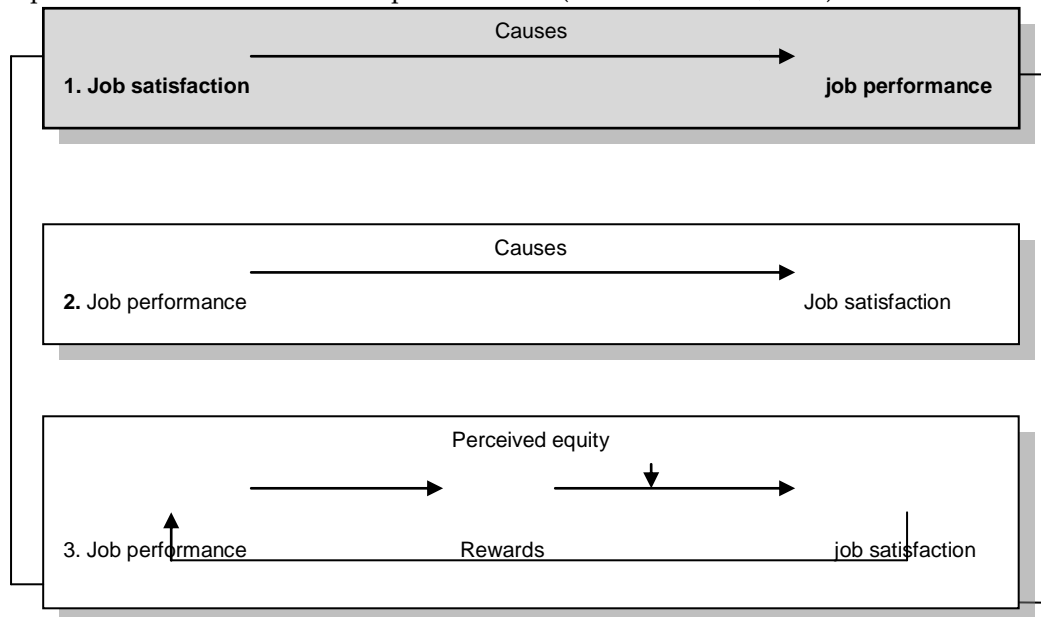 Causes
1. Job satisfaction job performance
Causes
2. Job performance Job satisfaction
Perceived equity
3. Job performance Rewards job satisfaction